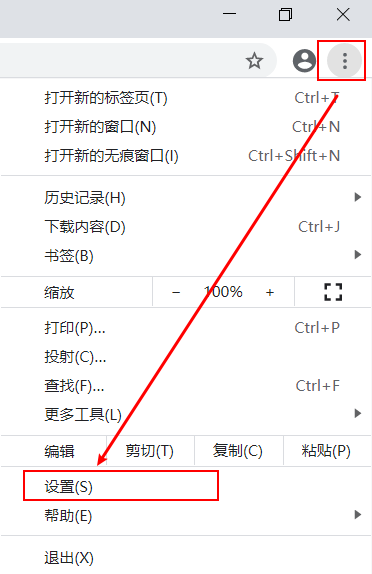 打开新的标签页(T) Ctrl+T
打开新的窗口(N) Ctrl+N
打开新的无痕窗口(I) Ctrl+Shift+N
历史记录(H)
下载内容(D) Ctrl+J
书签(B)
缩放 − 100% +
打印(P)... Ctrl+P
投射(C)...
查找(F)... Ctrl+F
更多工具(L)
编辑 剪切(T) 复制(C) 粘贴(P)
设置(S)
帮助(E)
退出(X)